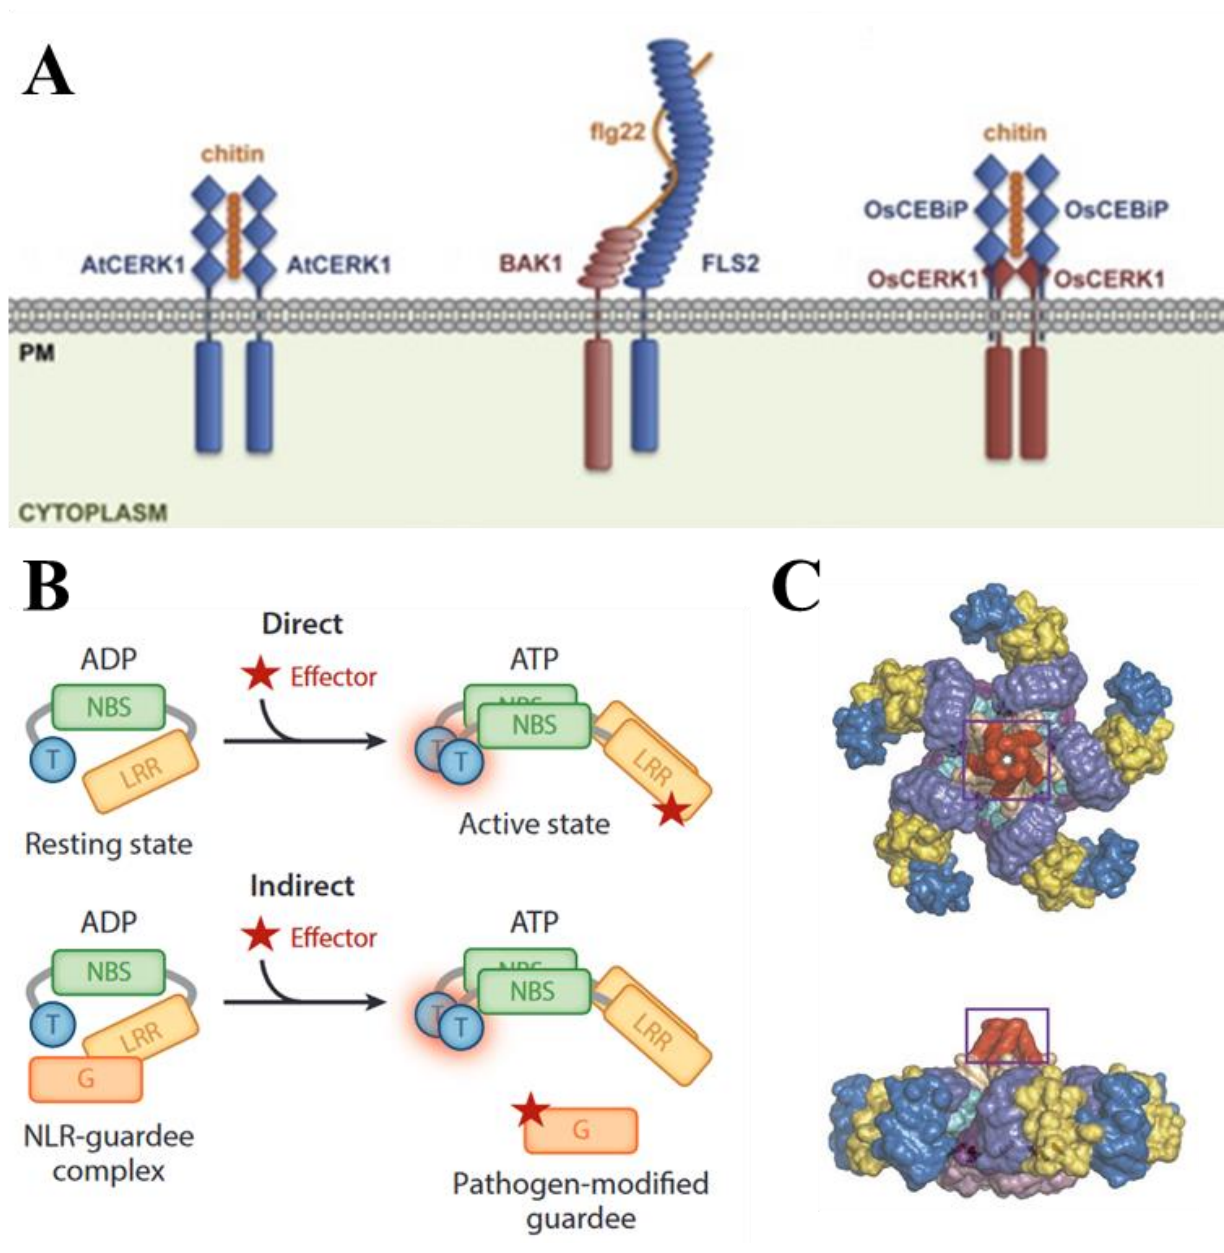 A
chitin
AtCERK1
AtCERK1
flg22
BAK1
FLS2
chitin
OsCEBiP
OsCEBiP
OsCERK1
OsCERK1
PM
CYTOPLASM
B
Direct
ADP
Effector
ATP
NBS
NBS
NBS
T
LRR
T
T
LRR
Resting state
Active state
Indirect
ADP
Effector
ATP
NBS
NBS
NBS
T
LRR
T
T
LRR
G
NLR-guardee
complex
G
Pathogen-modified
guardee
C